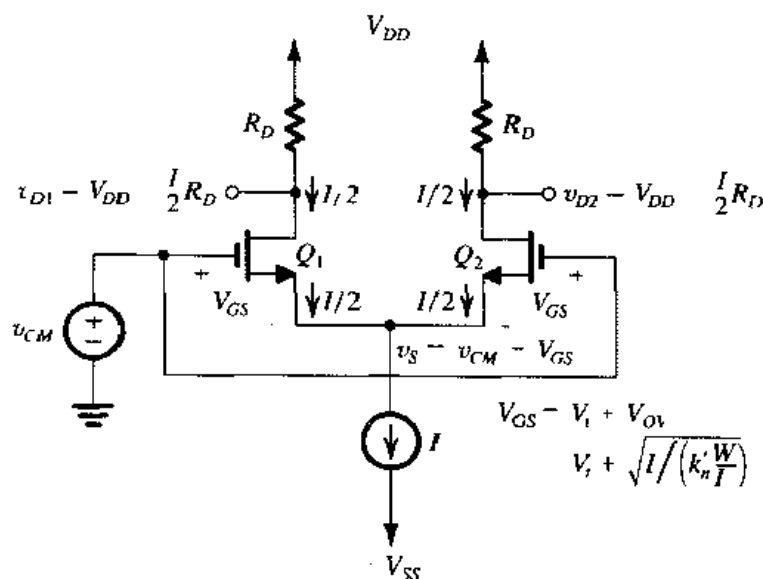 V_DD
R_D R_D
v_D1 − V_DD I/2 R_D
I/2 I/2
v_D2 − V_DD I/2 R_D
Q_1 Q_2
+ V_GS I/2 I/2 + V_GS
v_CM + −
v_S − v_CM − V_GS
V_GS − V_t + V_OV
I
V_t + √(I/(k'_n W/I))
V_SS